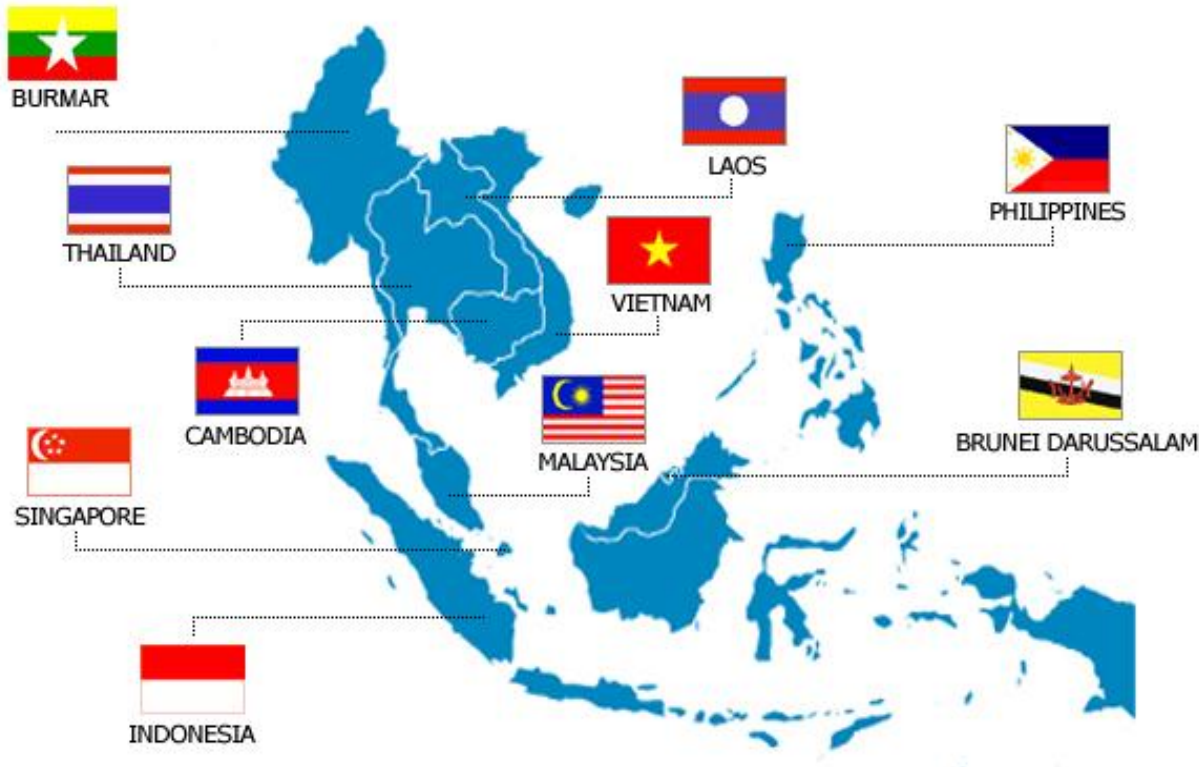 BURMAR
LAOS
PHILIPPINES
THAILAND
VIETNAM
CAMBODIA
BRUNEI DARUSSALAM
MALAYSIA
SINGAPORE
INDONESIA